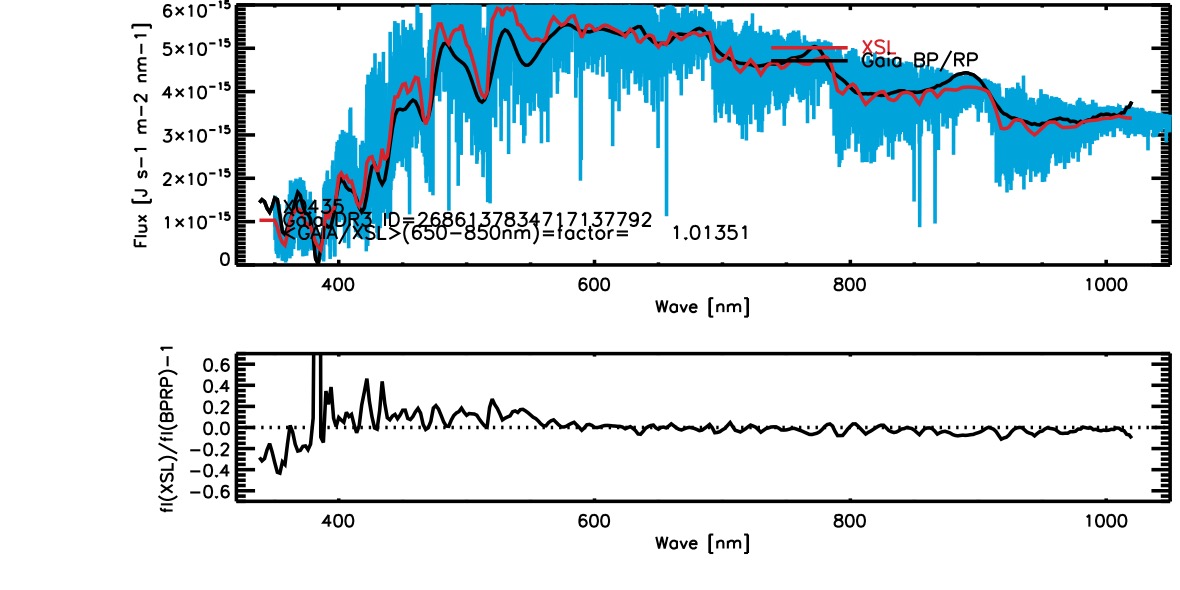 6×10−15
5×10−15
4×10−15
3×10−15
2×10−15
1×10−15
0
Flux [J s−1 m−2 nm−1]
XSL
Gaia BP/RP
X0435
Gaia DR3 ID=2686137834717137792
<GAIA/XSL>(650−850nm)=factor= 1.01351
400 600 800 1000
Wave [nm]
0.6
0.4
0.2
0.0
−0.2
−0.4
−0.6
fl(XSL)/fl(BPRP)−1
400 600 800 1000
Wave [nm]